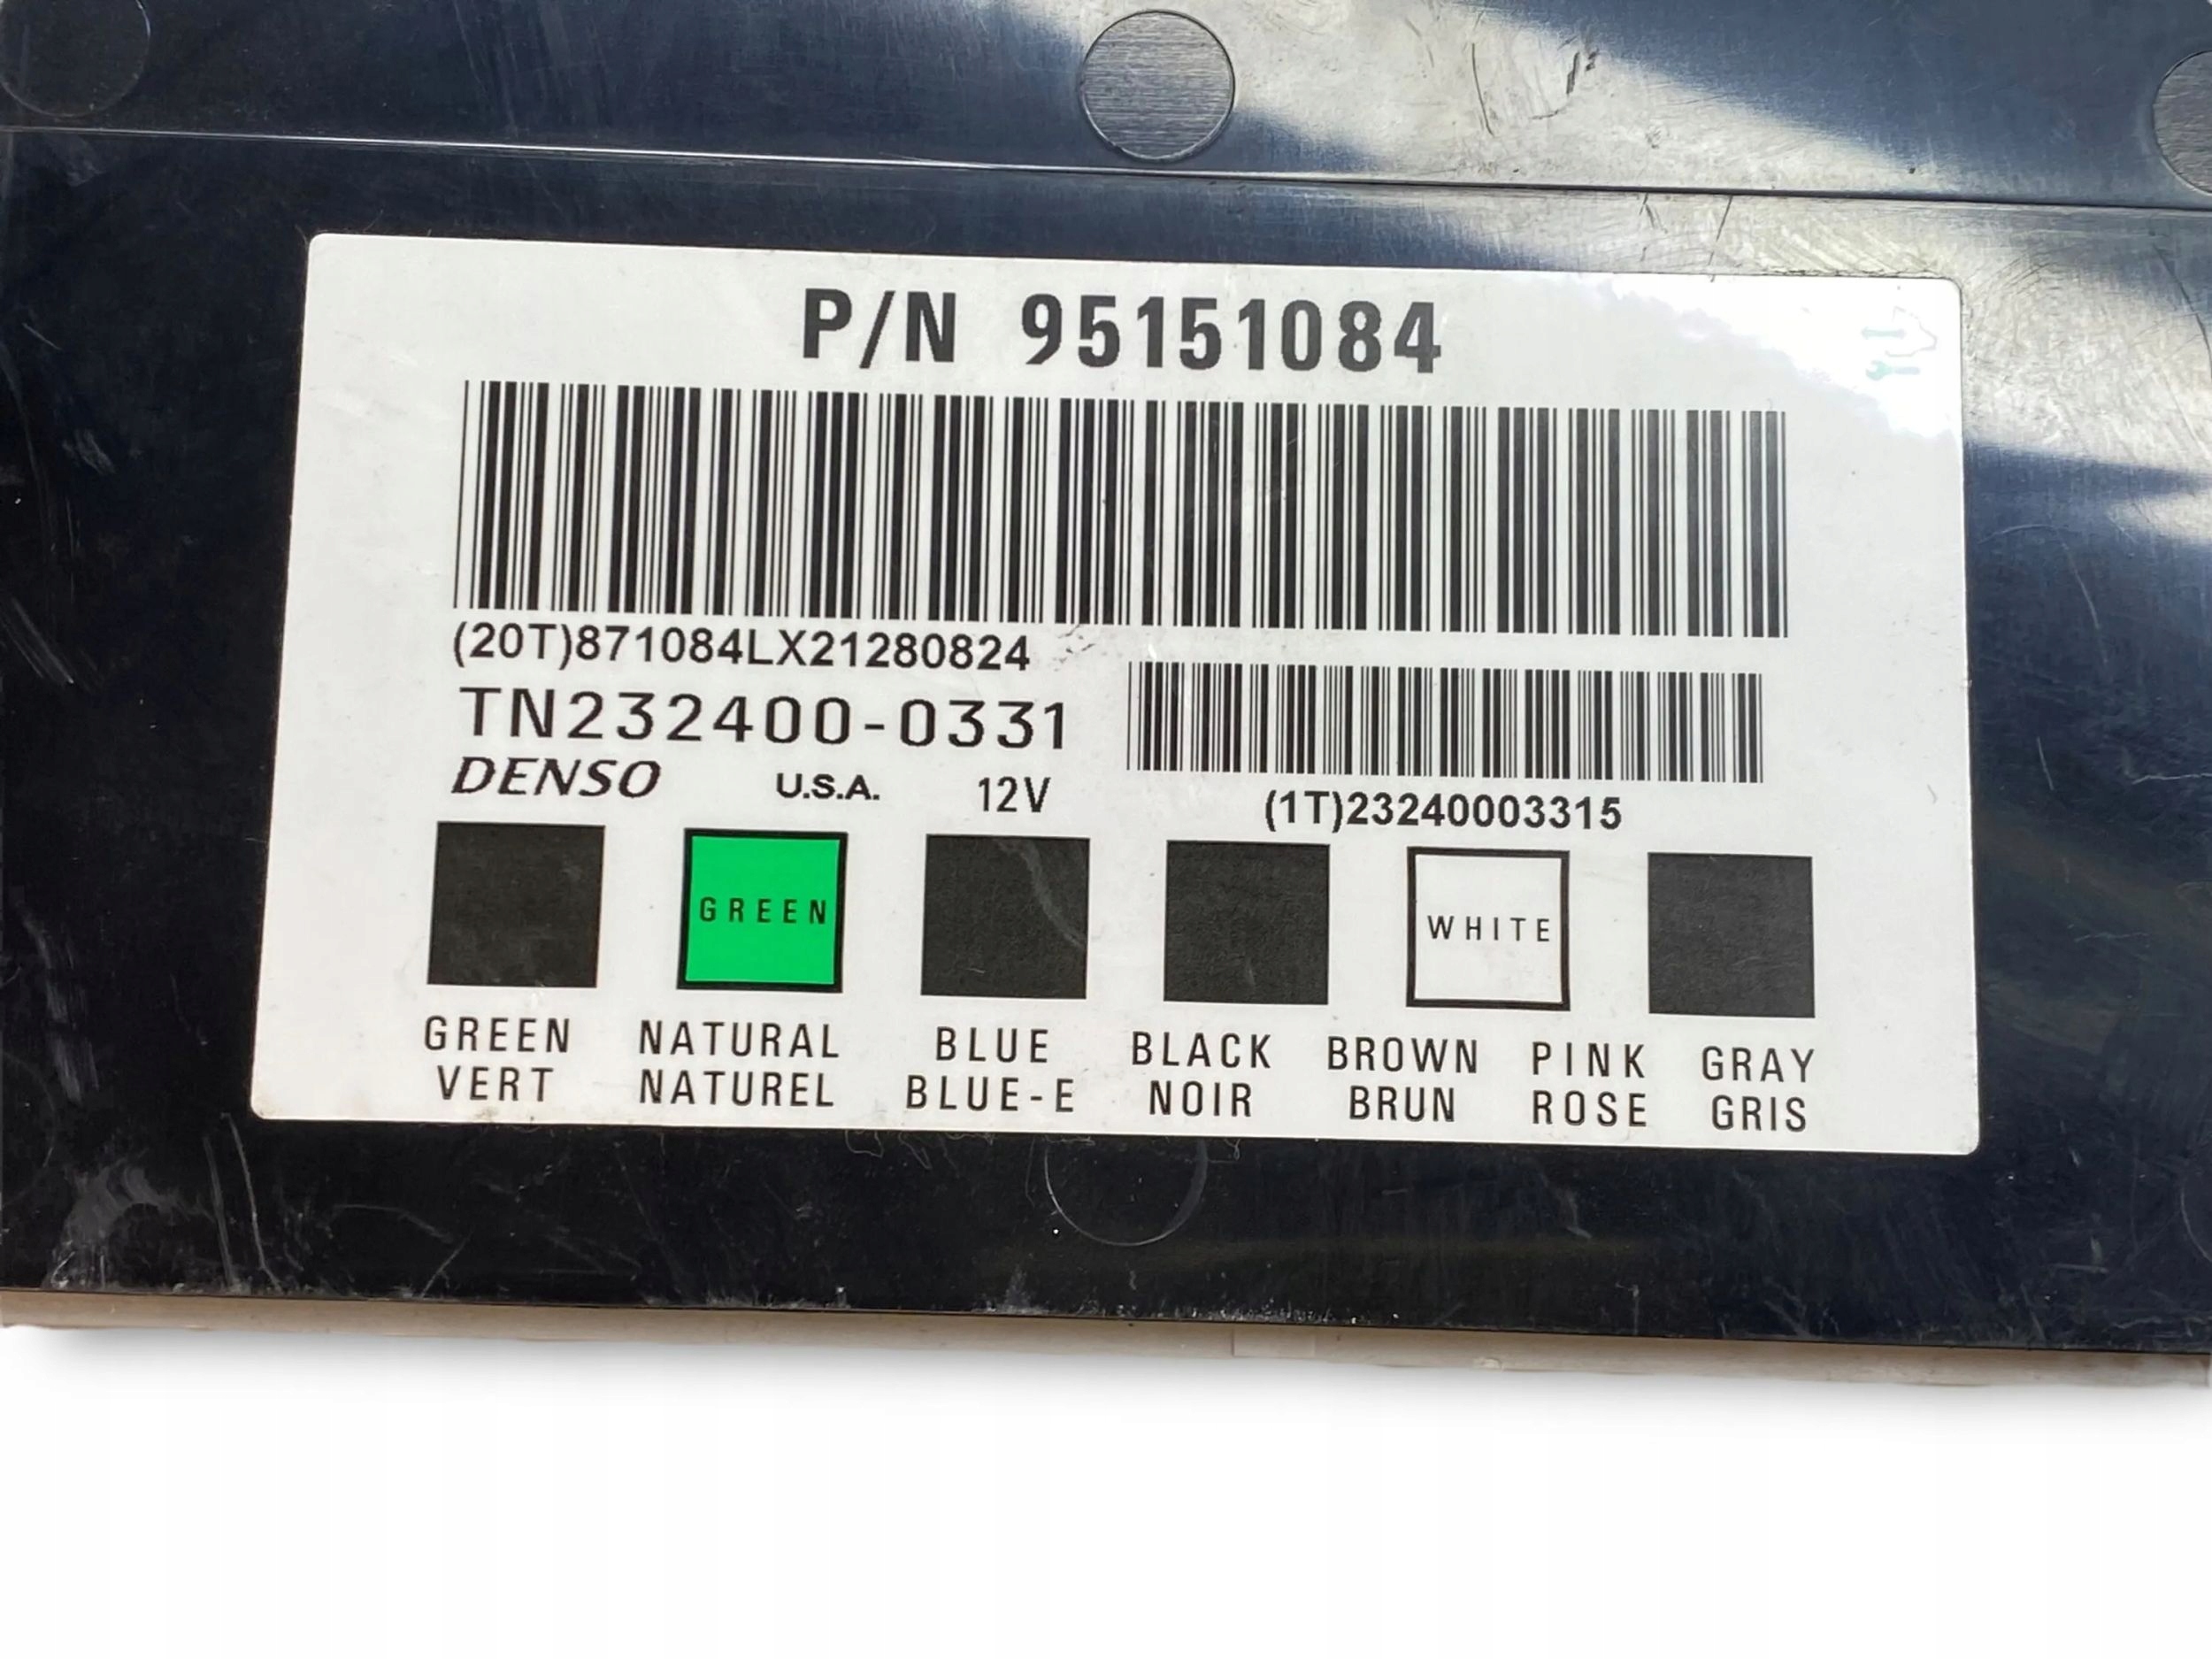 P/N 95151084
(20T)871084LX21280824
TN232400-0331
DENSO U.S.A. 12V
(1T)23240003315
GREEN WHITE
GREEN NATURAL BLUE BLACK BROWN PINK GRAY
VERT NATUREL BLUE-E NOIR BRUN ROSE GRIS